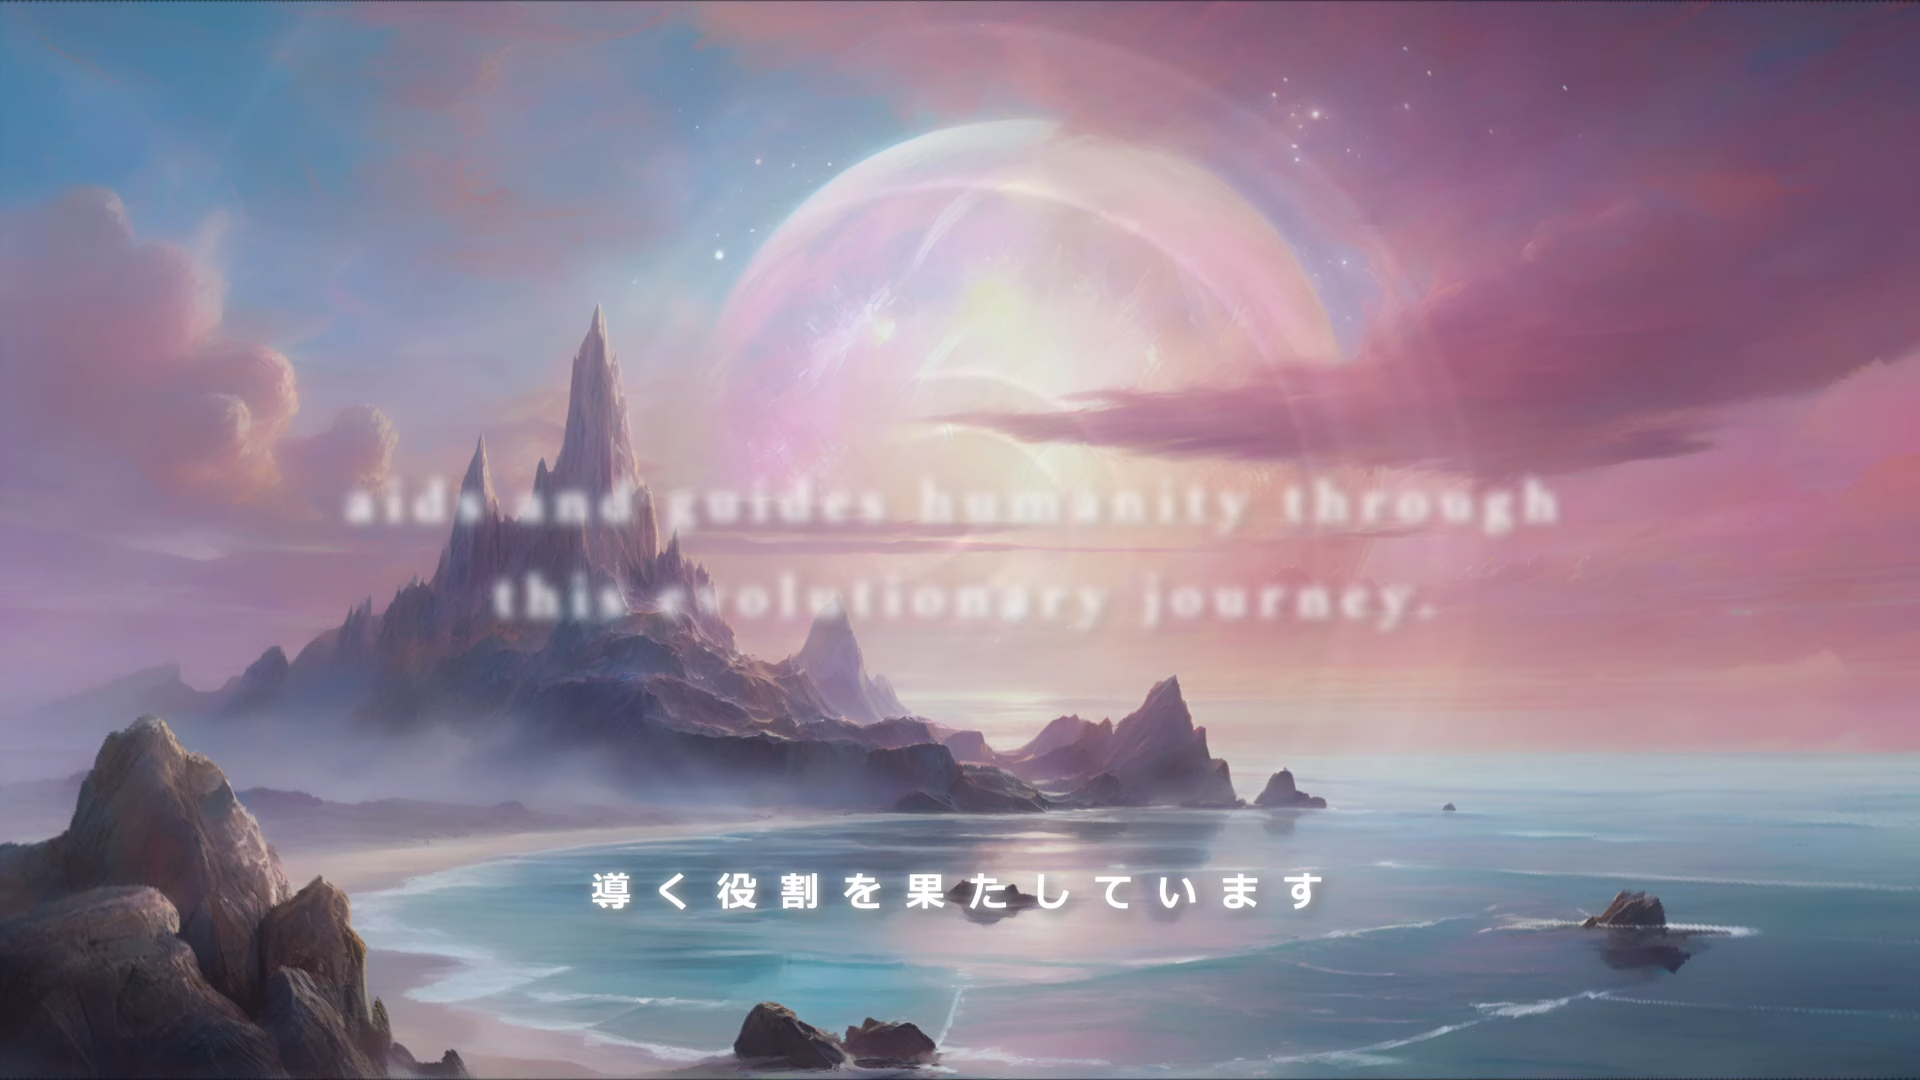 aids and guides humanity through
this evolutionary journey.
導く役割を果たしています